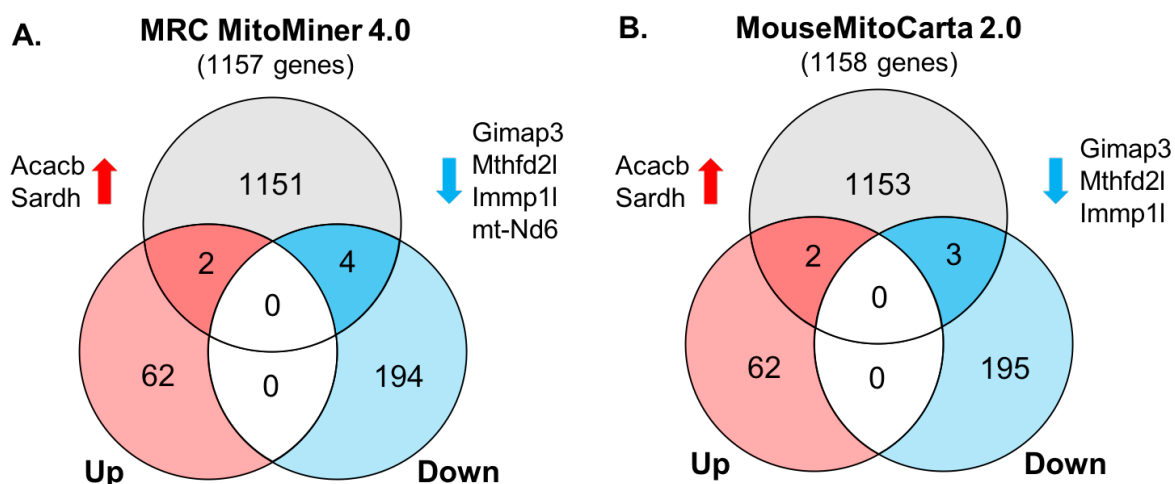 A.
MRC MitoMiner 4.0
(1157 genes)
Acacb
Sardh
Gimap3
Mthfd2l
Immp1l
mt-Nd6
1151
2
4
0
62
0
194
Up
Down
B.
MouseMitoCarta 2.0
(1158 genes)
Acacb
Sardh
Gimap3
Mthfd2l
Immp1l
1153
2
3
0
62
0
195
Up
Down